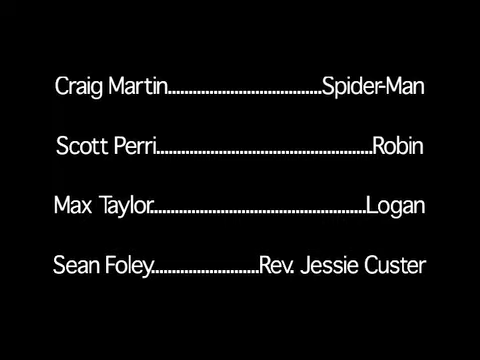 Craig Martin.....................................Spider-Man
Scott Perri....................................................Robin
Max Taylor....................................................Logan
Sean Foley..........................Rev. Jessie Custer